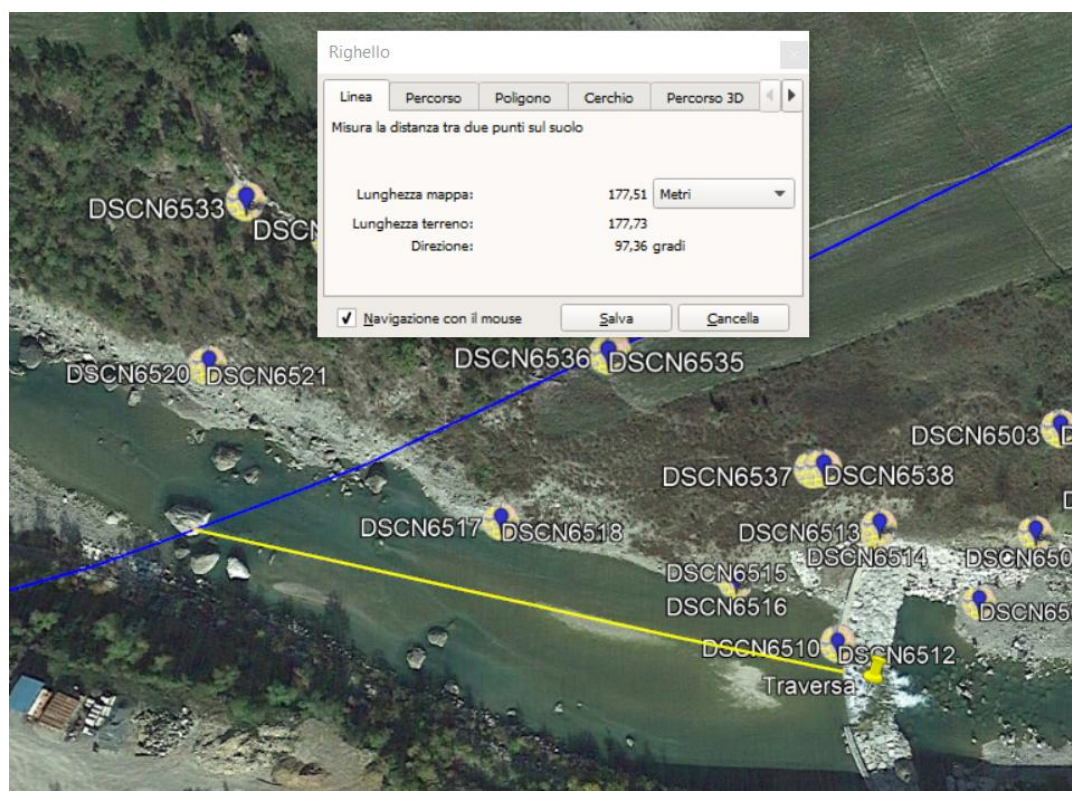 Righello
Linea
Percorso
Poligono
Cerchio
Percorso 3D
Misura la distanza tra due punti sul suolo
Lunghezza mappa:
177,51
Metri
Lunghezza terreno:
177,73
Direzione:
97,36 gradi
Navigazione con il mouse
Salva
Cancella
DSCN6533
DSCN6536
DSCN6535
DSCN6520
DSCN6521
DSCN6503
DSCN6537
DSCN6538
DSCN6517
DSCN6518
DSCN6513
DSCN6514
DSCN6515
DSCN6516
DSCN6510
DSCN6512
Traversa